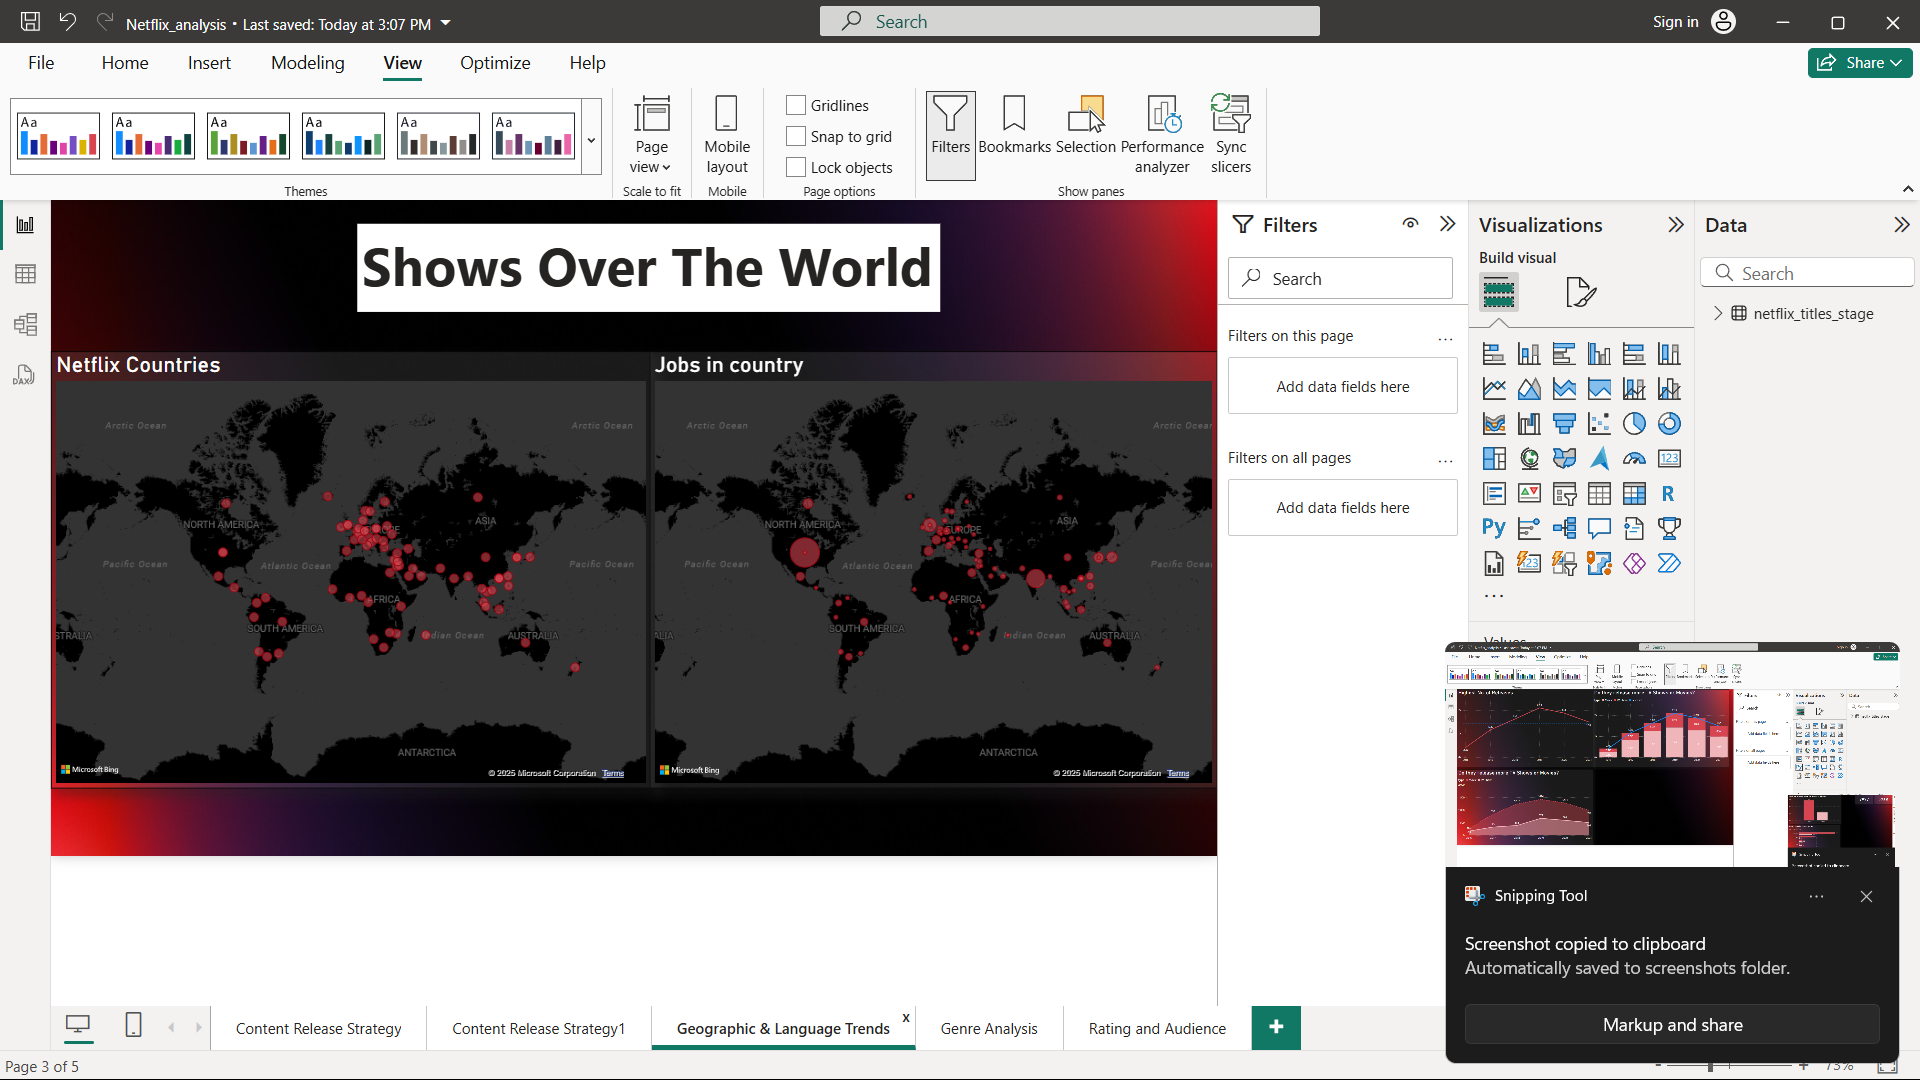 Netflix_analysis • Last saved: Today at 3:07 PM
Search
Sign in
File Home Insert Modeling View Optimize Help
Share
Aa Aa Aa Aa Aa Aa
Themes
Page view
Scale to fit
Mobile layout
Mobile
Gridlines
Snap to grid
Lock objects
Page options
Filters
Bookmarks
Selection
Performance analyzer
Sync slicers
Show panes
Shows Over The World
Netflix Countries
Arctic Ocean
Arctic Ocean
NORTH AMERICA
ASIA
Pacific Ocean
Atlantic Ocean
Pacific Ocean
AFRICA
SOUTH AMERICA
Indian Ocean
AUSTRALIA
STRALIA
ANTARCTICA
Microsoft Bing
© 2025 Microsoft Corporation Terms
Jobs in country
Arctic Ocean
Arctic Ocea
NORTH AMERICA
EUROPE
ASIA
Pacific Ocean
Atlantic Ocean
Pacific Ocea
AFRICA
SOUTH AMERICA
Indian Ocean
AUSTRALIA
ALIA
ANTARCTICA
Microsoft Bing
© 2025 Microsoft Corporation Terms
Filters
Search
Filters on this page
...
Add data fields here
Filters on all pages
...
Add data fields here
Visualizations
Build visual
123
R
Py
123
...
Values
Data
Search
netflix_titles_stage
DAX
Snipping Tool
...
Screenshot copied to clipboard
Automatically saved to screenshots folder.
Markup and share
Content Release Strategy
Content Release Strategy1
Geographic & Language Trends
x
Genre Analysis
Rating and Audience
+
Page 3 of 5
- + 73%